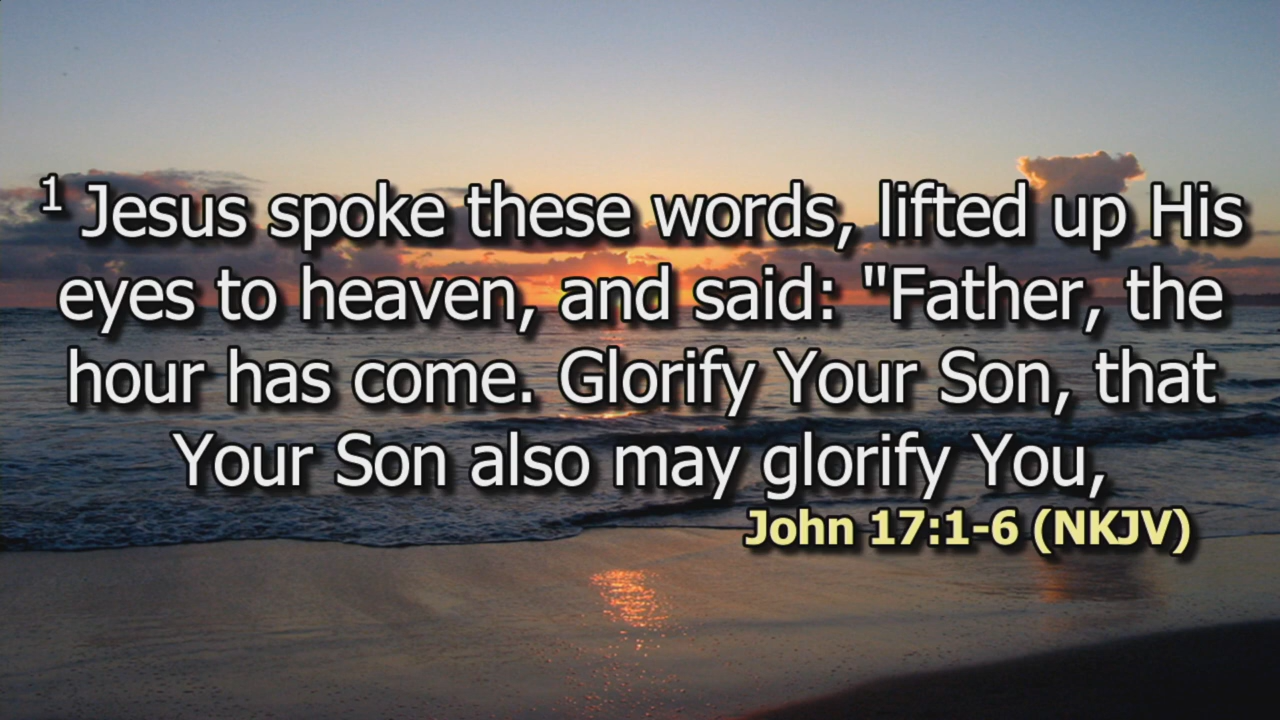 1 Jesus spoke these words, lifted up His
eyes to heaven, and said: "Father, the
hour has come. Glorify Your Son, that
Your Son also may glorify You,
John 17:1-6 (NKJV)